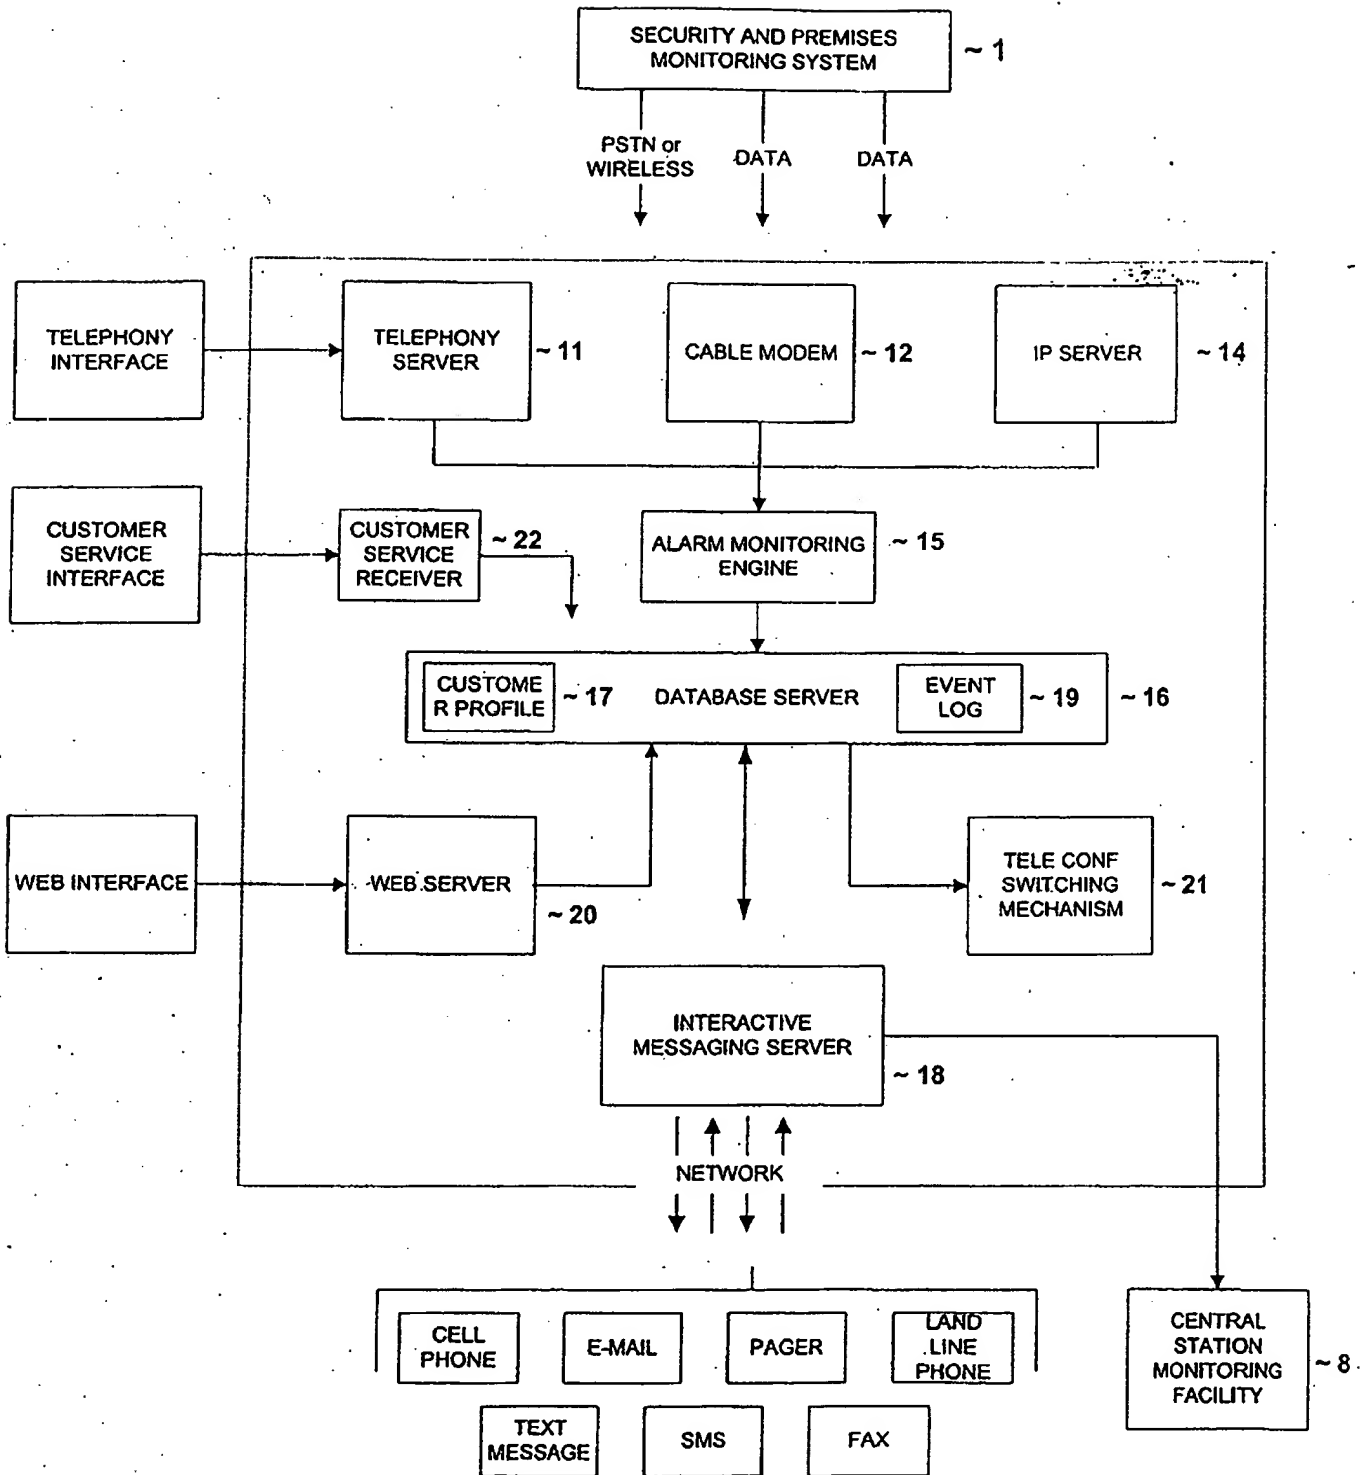 SECURITY AND PREMISES
MONITORING SYSTEM
~ 1
PSTN or
WIRELESS
DATA
DATA
TELEPHONY
INTERFACE
TELEPHONY
SERVER
~ 11
CABLE MODEM
~ 12
IP SERVER
~ 14
CUSTOMER
SERVICE
INTERFACE
CUSTOMER
SERVICE
RECEIVER
~ 22
ALARM MONITORING
ENGINE
~ 15
CUSTOME
R PROFILE
~ 17
DATABASE SERVER
EVENT
LOG
~ 19
~ 16
WEB INTERFACE
WEB SERVER
~ 20
TELE CONF
SWITCHING
MECHANISM
~ 21
INTERACTIVE
MESSAGING SERVER
~ 18
NETWORK
CELL
PHONE
E-MAIL
PAGER
LAND
LINE
PHONE
CENTRAL
STATION
MONITORING
FACILITY
~ 8
TEXT
MESSAGE
SMS
FAX